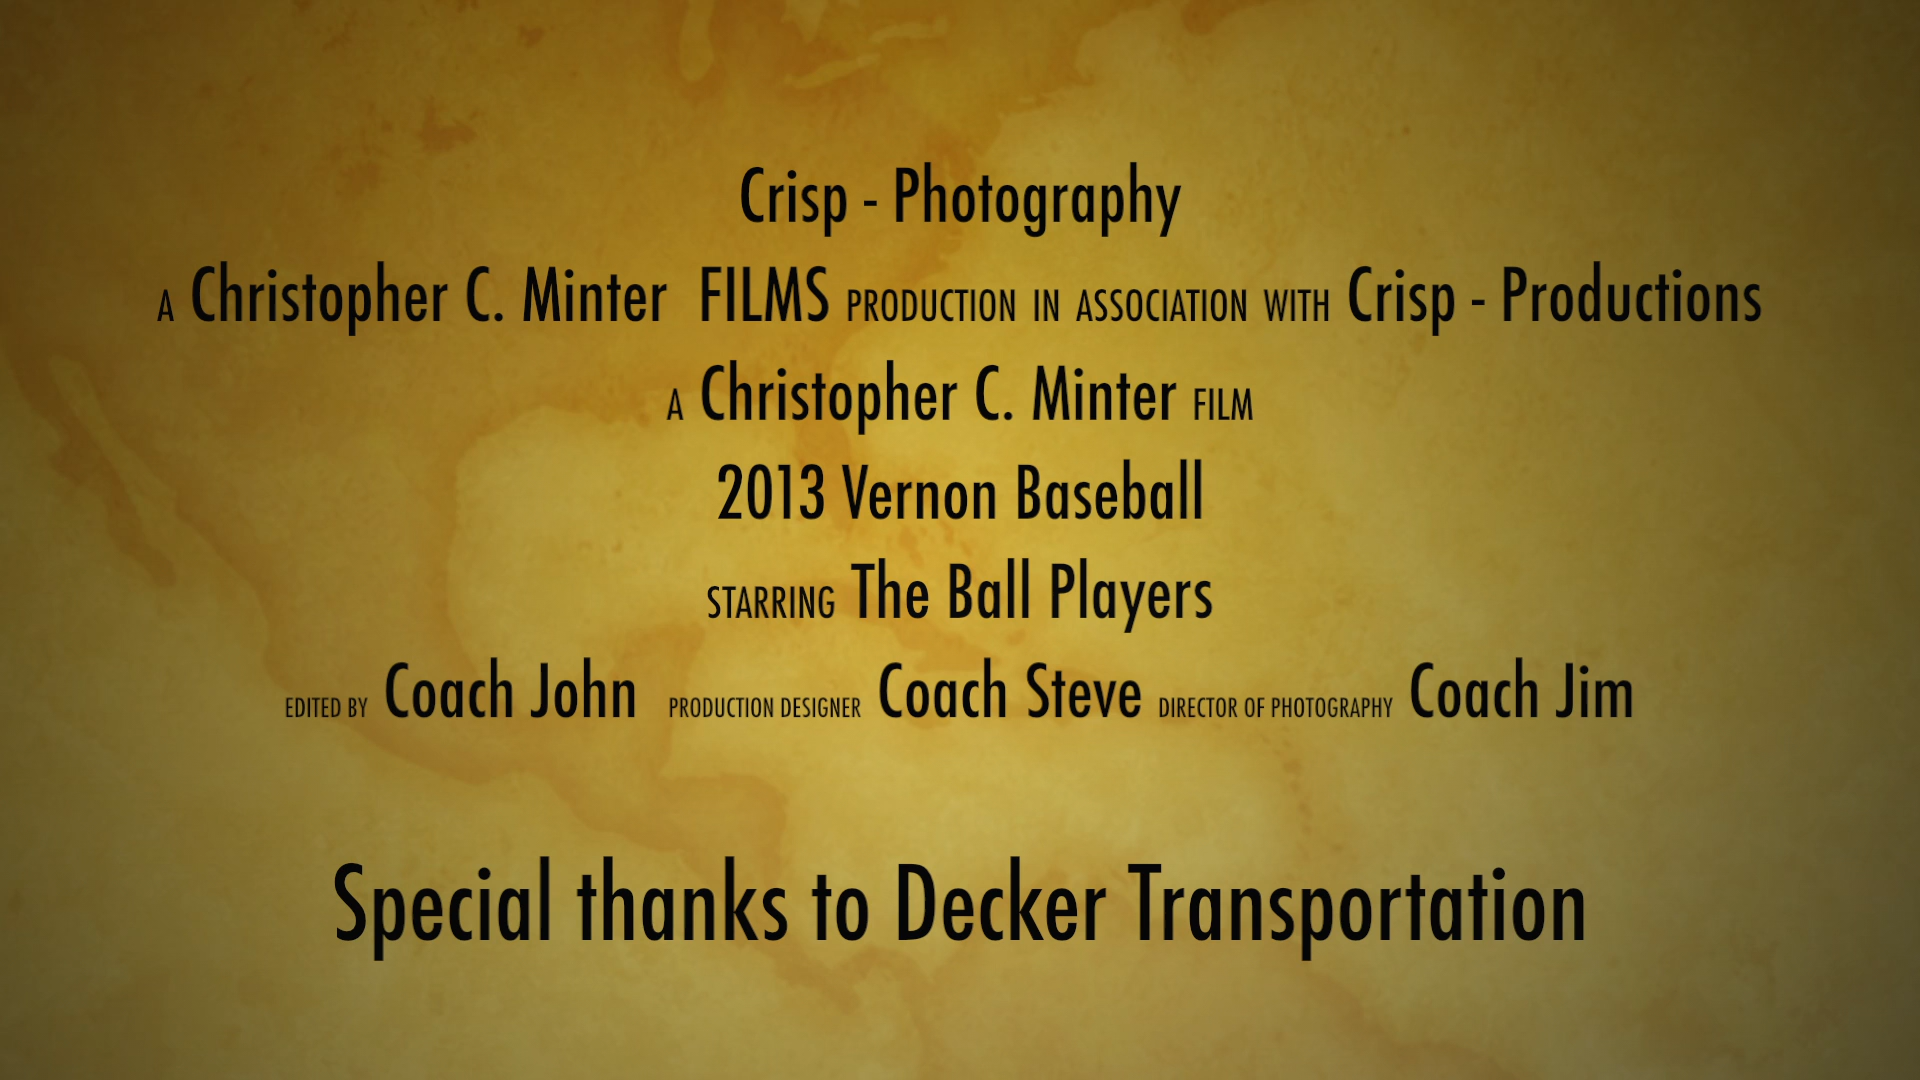 Crisp - Photography
A Christopher C. Minter FILMS PRODUCTION IN ASSOCIATION WITH Crisp - Productions
A Christopher C. Minter FILM
2013 Vernon Baseball
STARRING The Ball Players
EDITED BY Coach John PRODUCTION DESIGNER Coach Steve DIRECTOR OF PHOTOGRAPHY Coach Jim
Special thanks to Decker Transportation